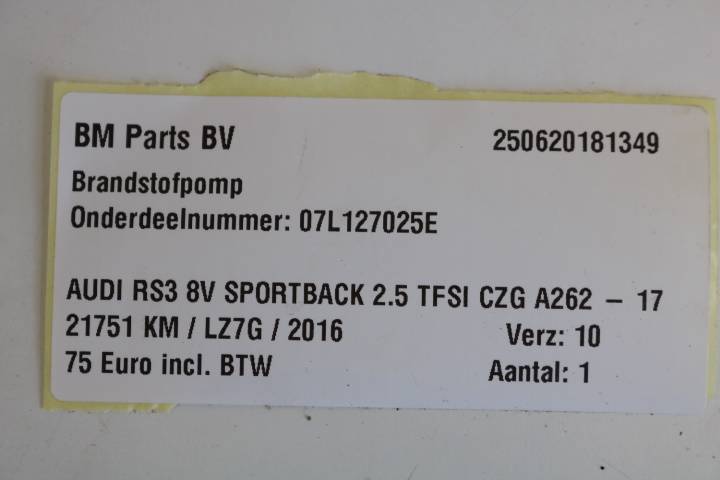 BM Parts BV 250620181349
Brandstofpomp
Onderdeelnummer: 07L127025E
AUDI RS3 8V SPORTBACK 2.5 TFSI CZG A262 – 17
21751 KM / LZ7G / 2016 Verz: 10
75 Euro incl. BTW Aantal: 1